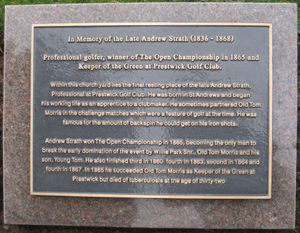 In Memory of the Late Andrew Strath (1836 - 1868)
Professional golfer, winner of The Open Championship in 1865 and
Keeper of the Green at Prestwick Golf Club.
Within this church yard lies the final resting place of the late Andrew Strath,
Professional at Prestwick Golf Club. He was born in St Andrews and began
his working life as an apprentice to a clubmaker. He sometimes partnered Old Tom
Morris in the challenge matches which were a feature of golf at the time. He was
famous for the amount of backspin he could get on his iron shots.
Andrew Strath won The Open Championship in 1865, becoming the only man to
break the early domination of the event by Willie Park Snr., Old Tom Morris and his
son, Young Tom. He also finished third in 1860, fourth in 1863, second in 1864 and
fourth in 1867. In 1865 he succeeded Old Tom Morris as Keeper of the Green at
Prestwick but died of tuberculosis at the age of thirty-two